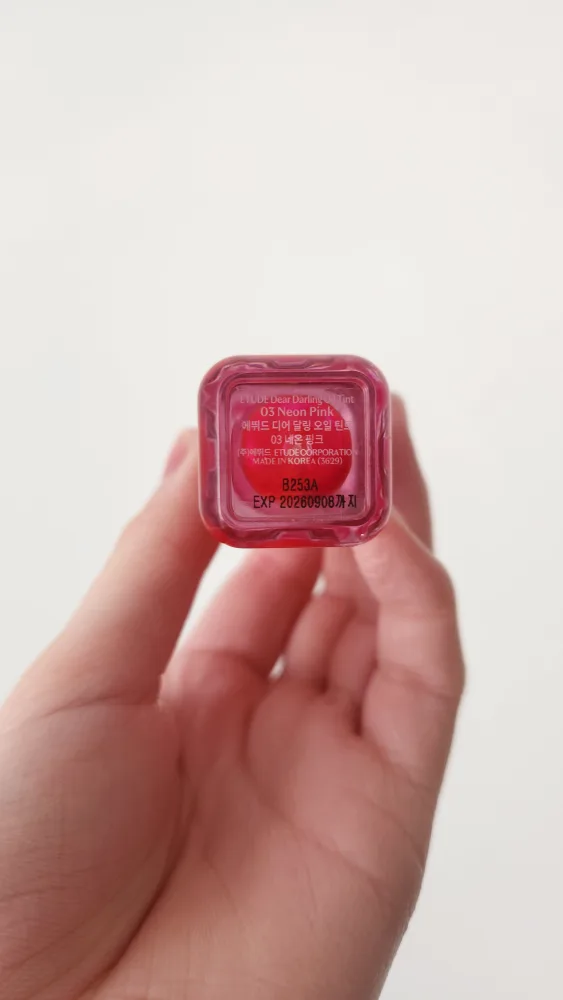 ETUDE Dear Darling Oil Tint
03 Neon Pink
에뛰드 디어 달링 오일 틴트
03 네온 핑크
(주)에뛰드 ETUDE CORPORATION
MADE IN KOREA (3629)
B253A
EXP 20260908까지